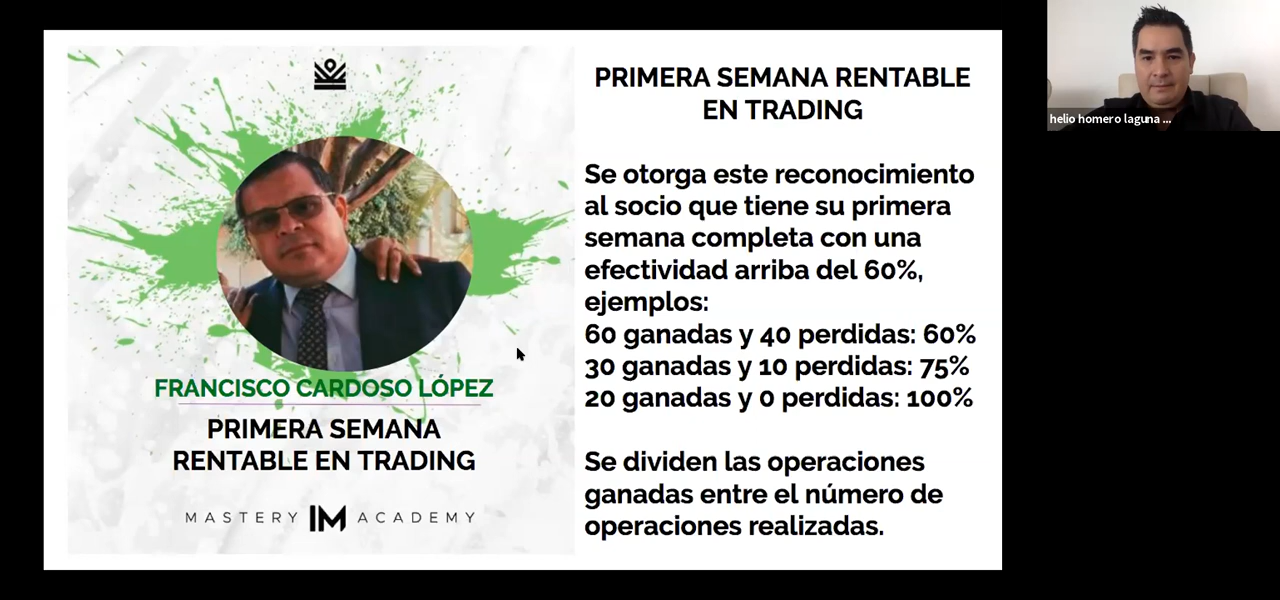 FRANCISCO CARDOSO LÓPEZ
PRIMERA SEMANA
RENTABLE EN TRADING
MASTERY IM ACADEMY
PRIMERA SEMANA RENTABLE
EN TRADING
Se otorga este reconocimiento
al socio que tiene su primera
semana completa con una
efectividad arriba del 60%,
ejemplos:
60 ganadas y 40 perdidas: 60%
30 ganadas y 10 perdidas: 75%
20 ganadas y 0 perdidas: 100%
Se dividen las operaciones
ganadas entre el número de
operaciones realizadas.
helio homero laguna ...